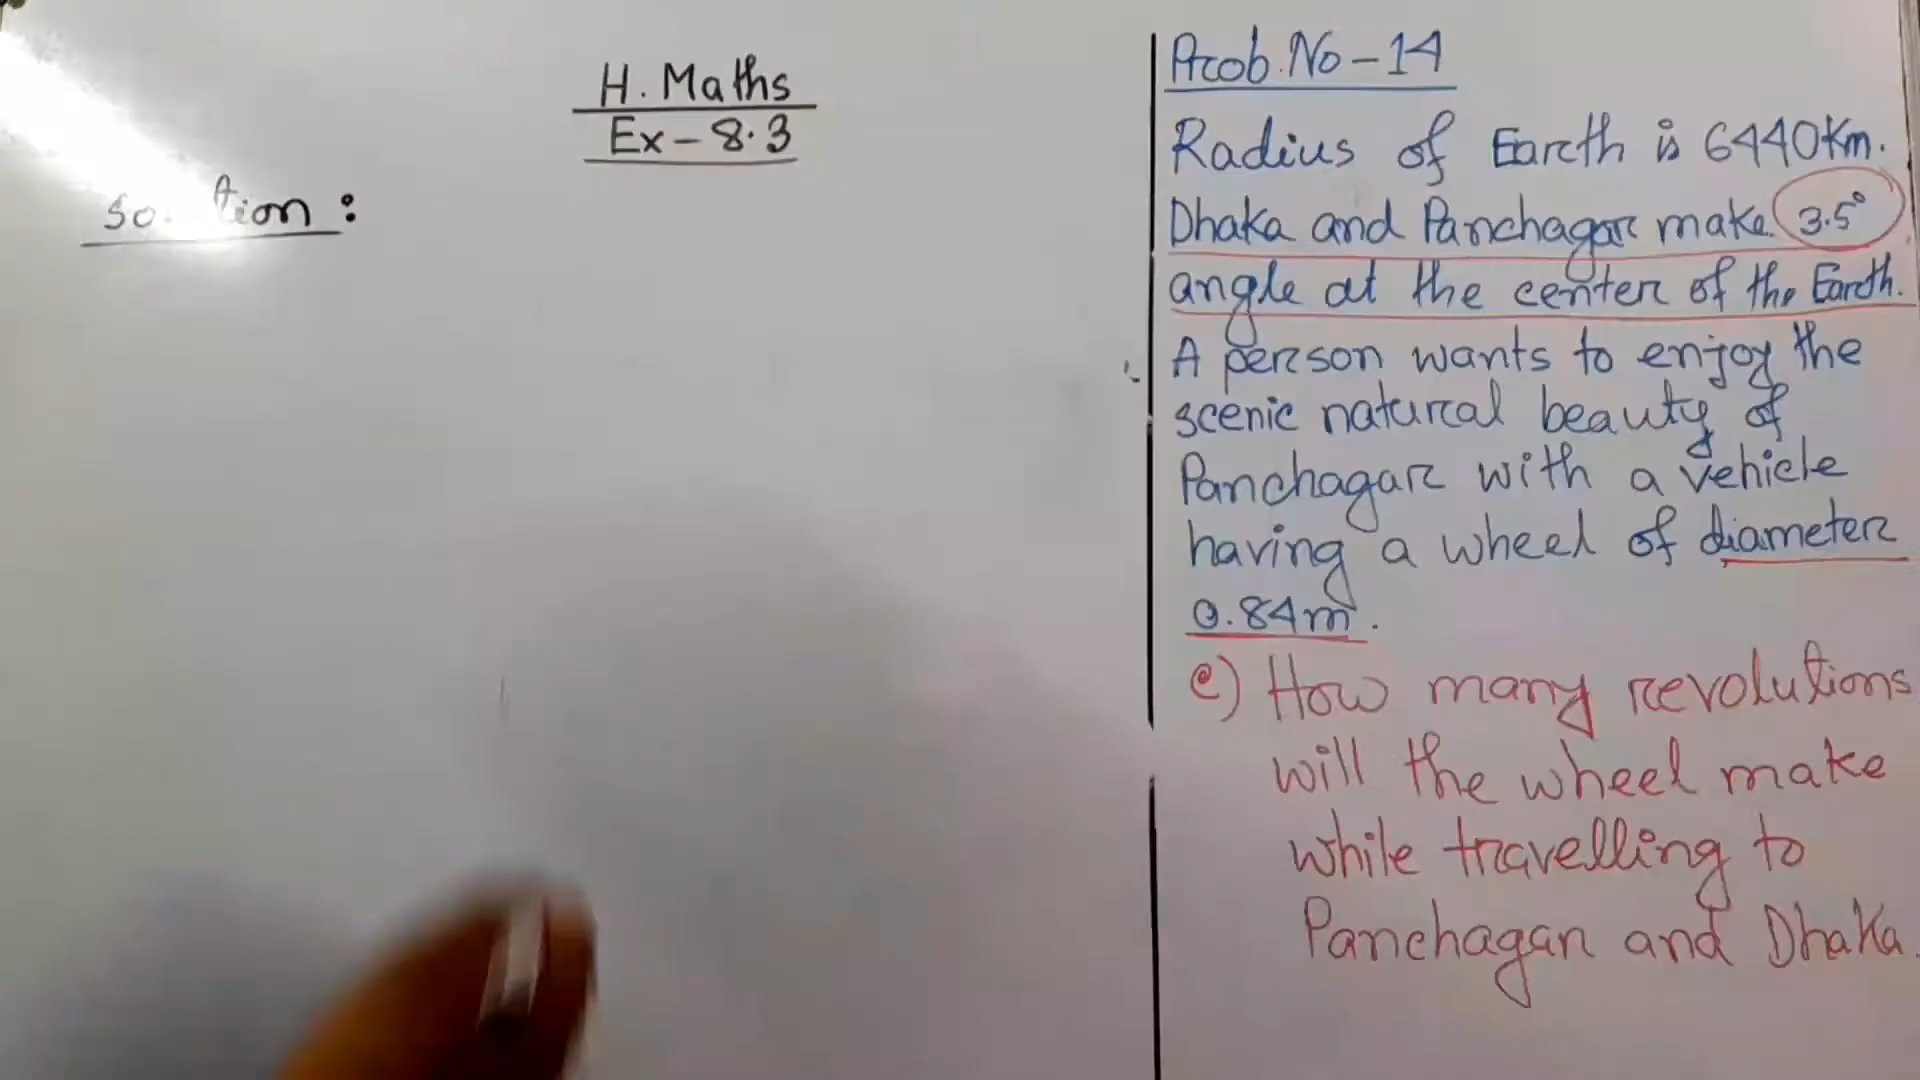 H. Maths
Ex - 8.3
tion :
Prob. No - 14
Radius of Earth is 6440 Km.
Dhaka and Panchagar make 3.5°
angle at the center of the Earth.
A person wants to enjoy the
scenic natural beauty of
Panchagar with a vehicle
having a wheel of diameter
0.84m.
e) How many revolutions
will the wheel make
while travelling to
Panchagar and Dhaka.